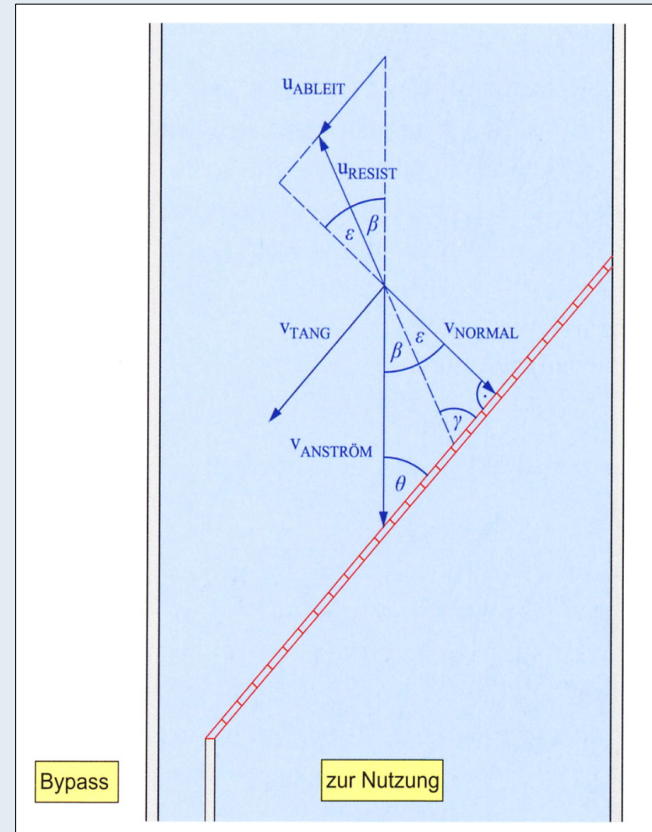 uABLEIT
uRESIST
ε β
vTANG
β ε
vNORMAL
γ
vANSTRÖM
θ
Bypass
zur Nutzung